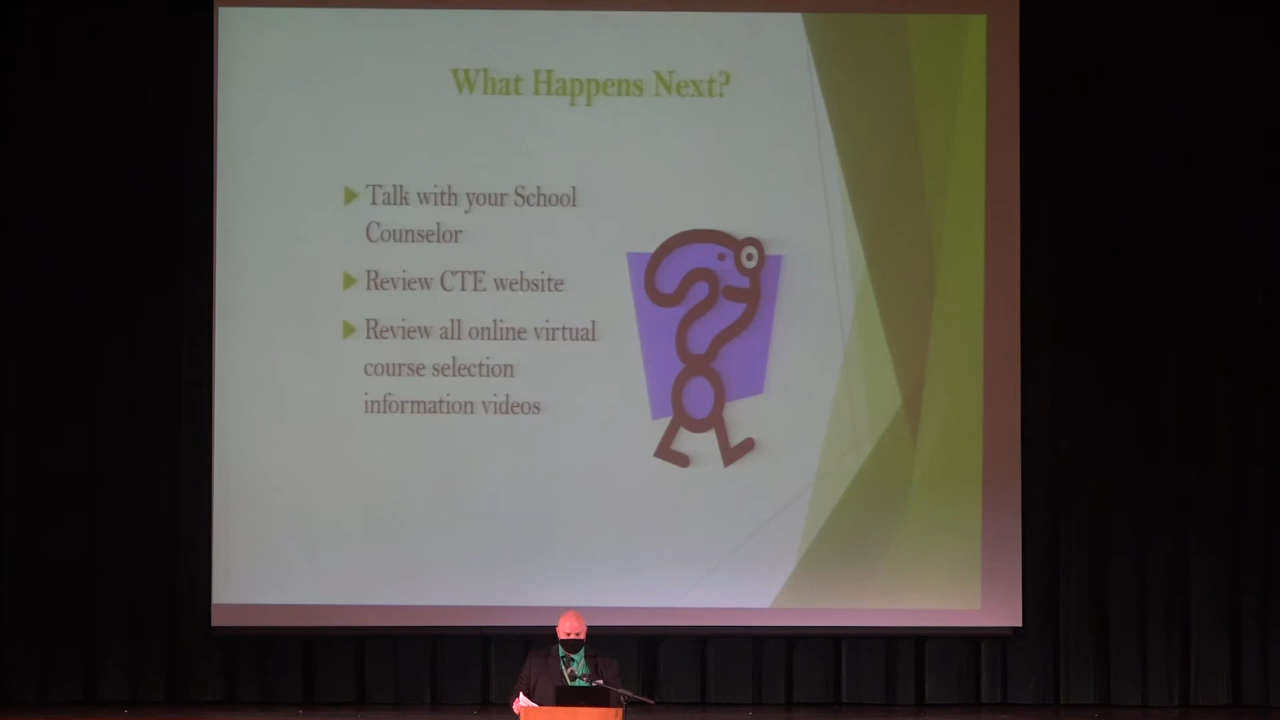 What Happens Next?
Talk with your School
Counselor
Review CTE website
Review all online virtual
course selection
information videos